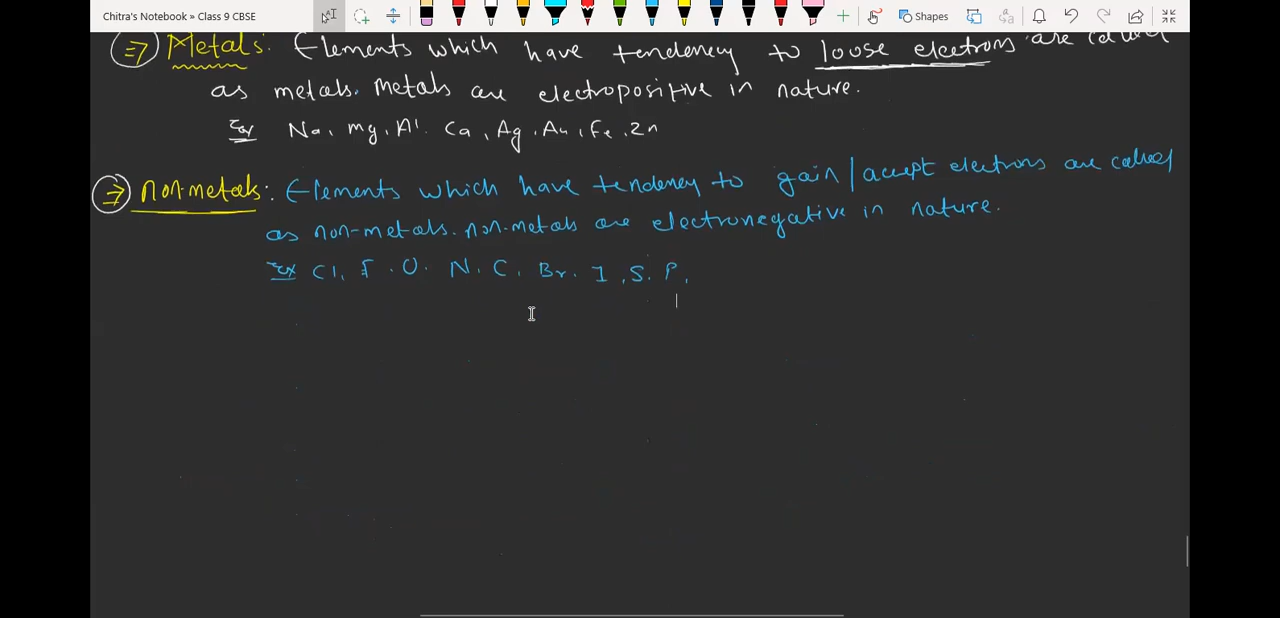 Chitra's Notebook » Class 9 CBSE
Shapes
Metals: Elements which have tendency to loose electrons are called
as metals. Metals are electropositive in nature.
Ex Na, Mg, Al. Ca, Ag, Au, Fe, Zn
Non-metals: Elements which have tendency to gain/accept electrons are called
as non-metals. non-metals are electronegative in nature.
Ex Cl, F. O. N. C. Br. I, S. P,